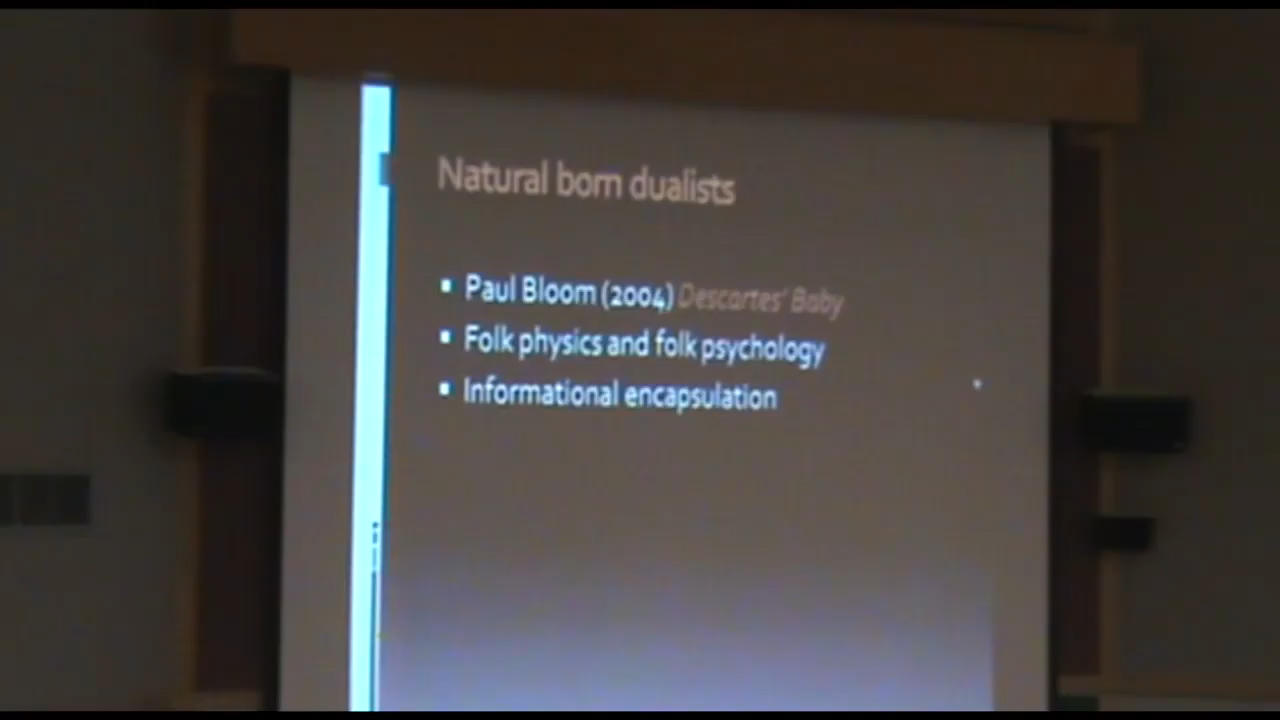 Natural born dualists
Paul Bloom (2004) Descartes' Baby
Folk physics and folk psychology
Informational encapsulation